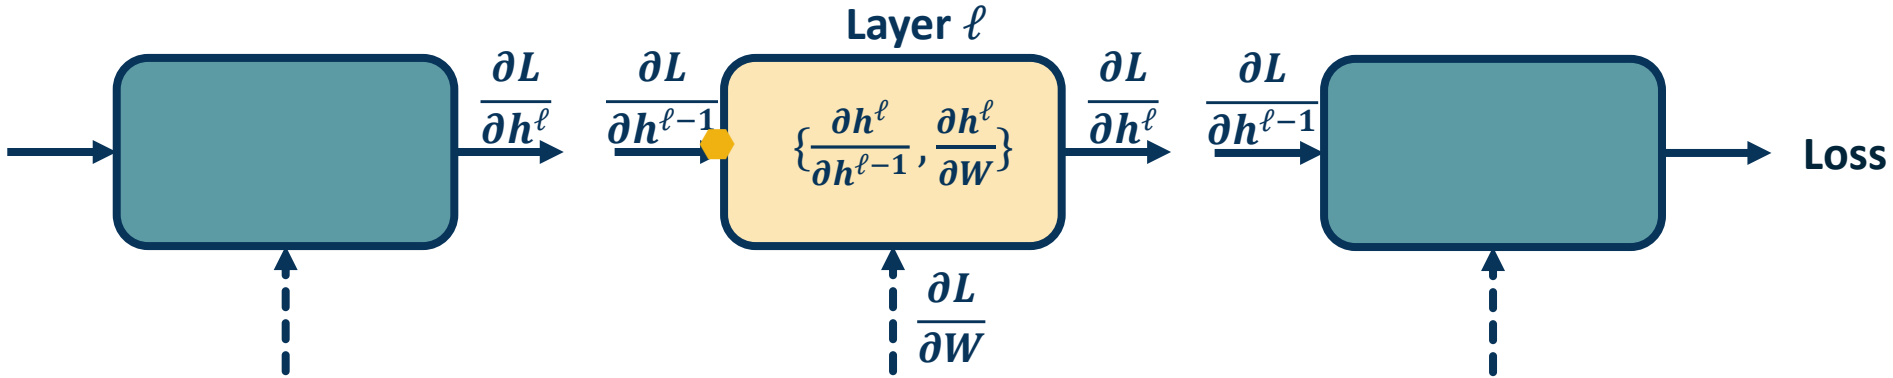 Layer ℓ
∂L/∂h^ℓ
∂L/∂h^{ℓ-1}
{∂h^ℓ/∂h^{ℓ-1}, ∂h^ℓ/∂W}
∂L/∂h^ℓ
∂L/∂h^{ℓ-1}
Loss
∂L/∂W